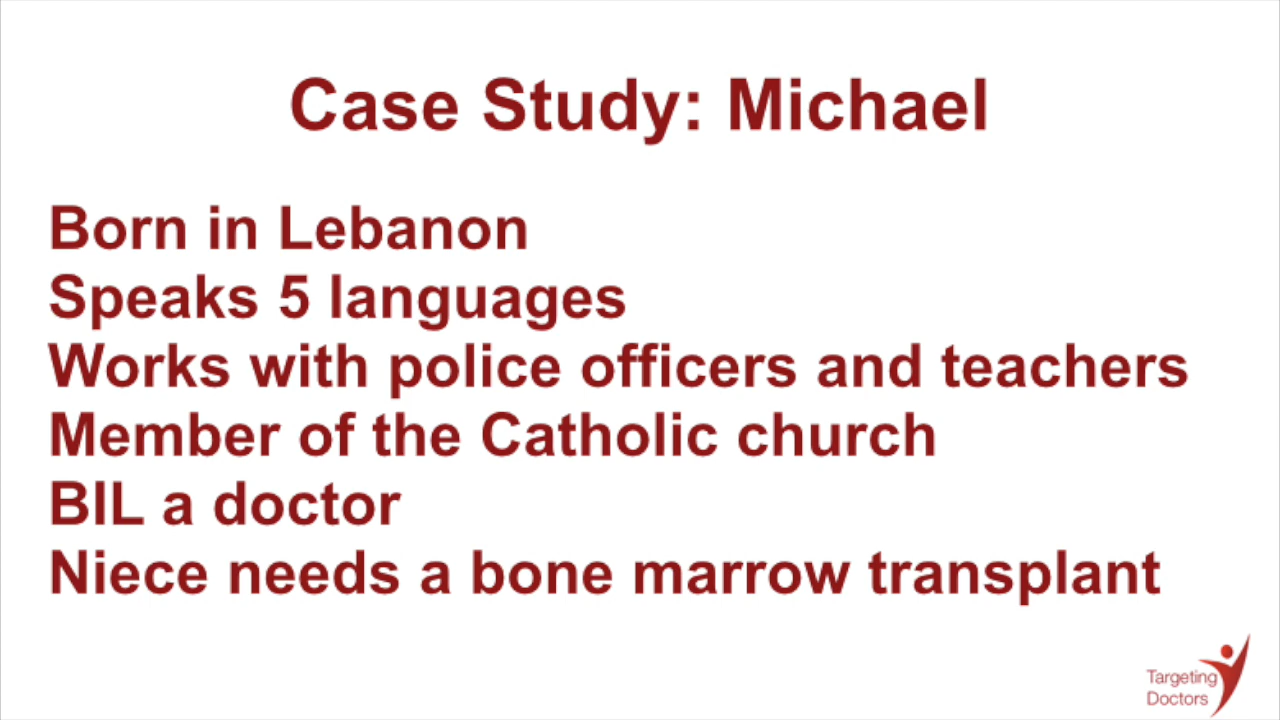 Case Study: Michael
Born in Lebanon
Speaks 5 languages
Works with police officers and teachers
Member of the Catholic church
BIL a doctor
Niece needs a bone marrow transplant
Targeting
Doctors